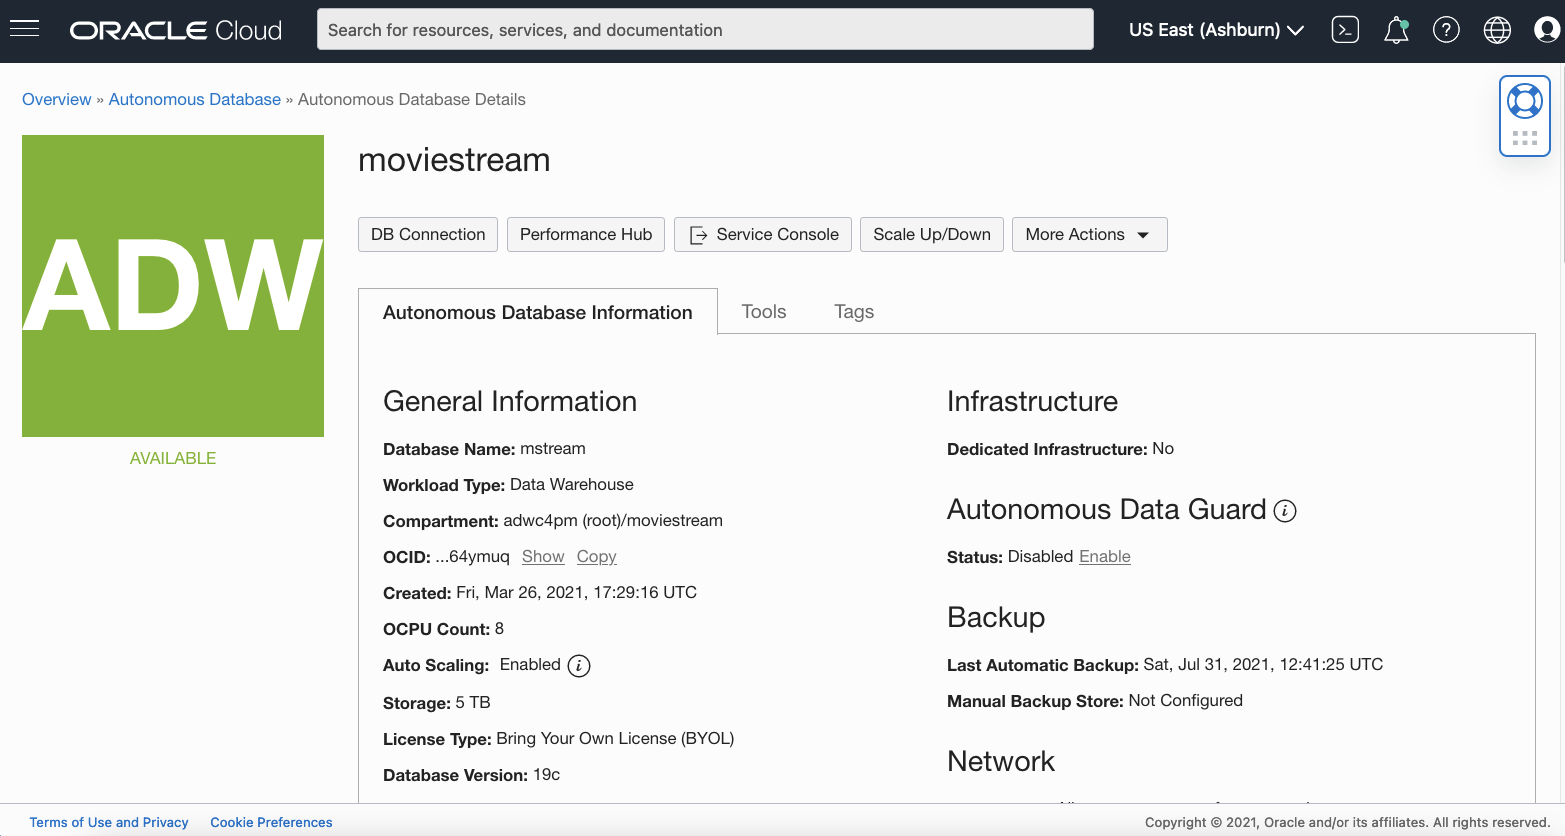 ORACLE Cloud
Search for resources, services, and documentation
US East (Ashburn)
Overview » Autonomous Database » Autonomous Database Details
ADW
AVAILABLE
moviestream
DB Connection
Performance Hub
Service Console
Scale Up/Down
More Actions
Autonomous Database Information
Tools
Tags
General Information
Database Name: mstream
Workload Type: Data Warehouse
Compartment: adwc4pm (root)/moviestream
OCID: ...64ymuq Show Copy
Created: Fri, Mar 26, 2021, 17:29:16 UTC
OCPU Count: 8
Auto Scaling: Enabled
Storage: 5 TB
License Type: Bring Your Own License (BYOL)
Database Version: 19c
Infrastructure
Dedicated Infrastructure: No
Autonomous Data Guard
Status: Disabled Enable
Backup
Last Automatic Backup: Sat, Jul 31, 2021, 12:41:25 UTC
Manual Backup Store: Not Configured
Network
Terms of Use and Privacy
Cookie Preferences
Copyright © 2021, Oracle and/or its affiliates. All rights reserved.